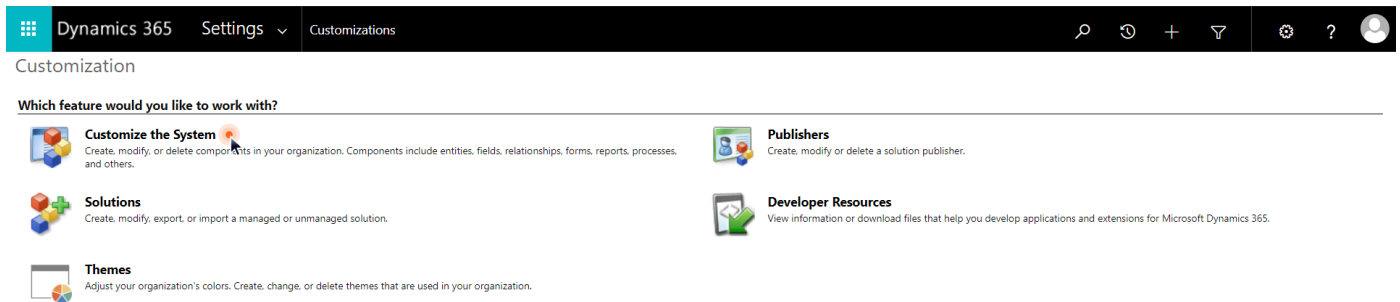 Dynamics 365 Settings Customizations ?
Customization
Which feature would you like to work with?
Customize the System
Create, modify, or delete components in your organization. Components include entities, fields, relationships, forms, reports, processes,
and others.
Publishers
Create, modify or delete a solution publisher.
Solutions
Create, modify, export, or import a managed or unmanaged solution.
Developer Resources
View information or download files that help you develop applications and extensions for Microsoft Dynamics 365.
Themes
Adjust your organization's colors. Create, change, or delete themes that are used in your organization.